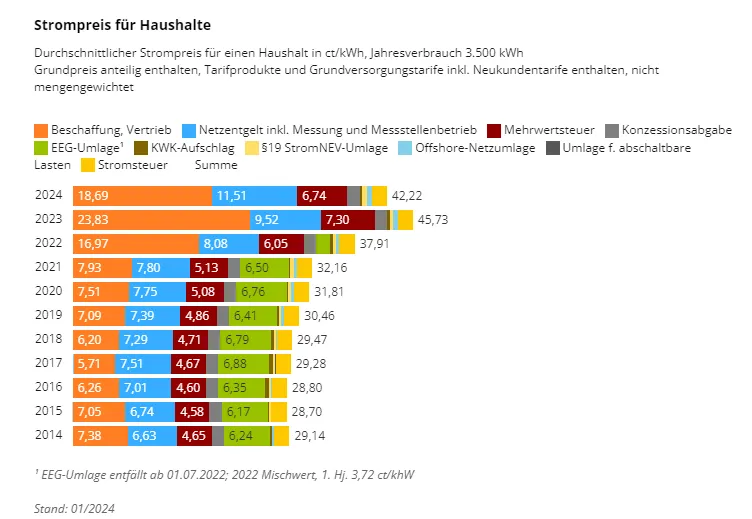 Strompreis für Haushalte
Durchschnittlicher Strompreis für einen Haushalt in ct/kWh, Jahresverbrauch 3.500 kWh
Grundpreis anteilig enthalten, Tarifprodukte und Grundversorgungstarife inkl. Neukundentarife enthalten, nicht
mengengewichtet
Beschaffung, Vertrieb Netzentgelt inkl. Messung und Messstellenbetrieb Mehrwertsteuer Konzessionsabgabe
EEG-Umlage¹ KWK-Aufschlag §19 StromNEV-Umlage Offshore-Netzumlage Umlage f. abschaltbare
Lasten Stromsteuer Summe
2024 18,69 11,51 6,74 42,22
2023 23,83 9,52 7,30 45,73
2022 16,97 8,08 6,05 37,91
2021 7,93 7,80 5,13 6,50 32,16
2020 7,51 7,75 5,08 6,76 31,81
2019 7,09 7,39 4,86 6,41 30,46
2018 6,20 7,29 4,71 6,79 29,47
2017 5,71 7,51 4,67 6,88 29,28
2016 6,26 7,01 4,60 6,35 28,80
2015 7,05 6,74 4,58 6,17 28,70
2014 7,38 6,63 4,65 6,24 29,14
¹ EEG-Umlage entfällt ab 01.07.2022; 2022 Mischwert, 1. Hj. 3,72 ct/khW
Stand: 01/2024